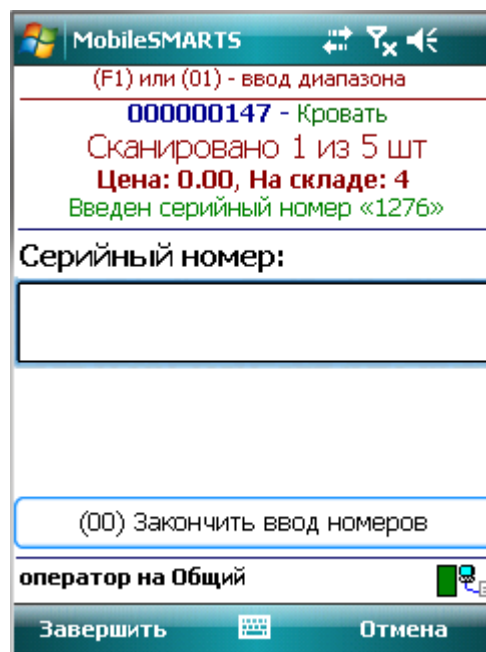 MobileSMARTS
(F1) или (01) - ввод диапазона
000000147 - Кровать
Сканировано 1 из 5 шт
Цена: 0.00, На складе: 4
Введен серийный номер «1276»
Серийный номер:
(00) Закончить ввод номеров
оператор на Общий
Завершить Отмена